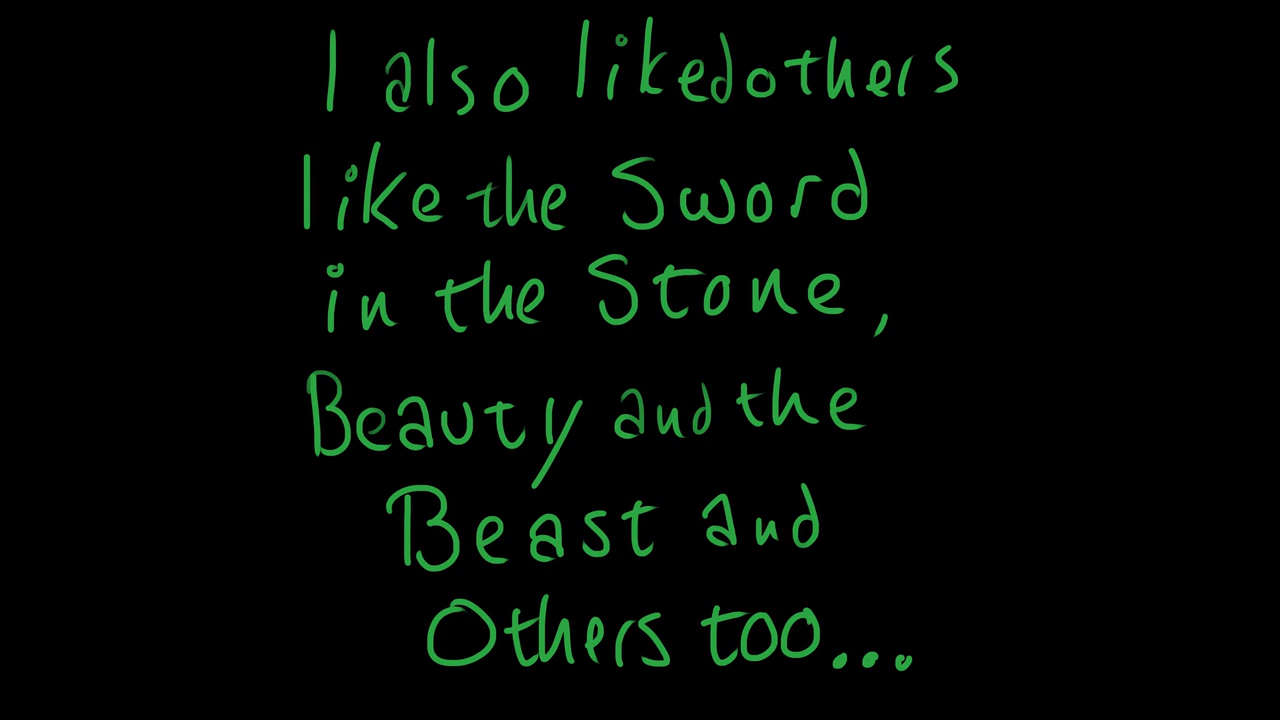 I also likedothers
like the Sword
in the Stone,
Beauty and the
Beast and
Others too...